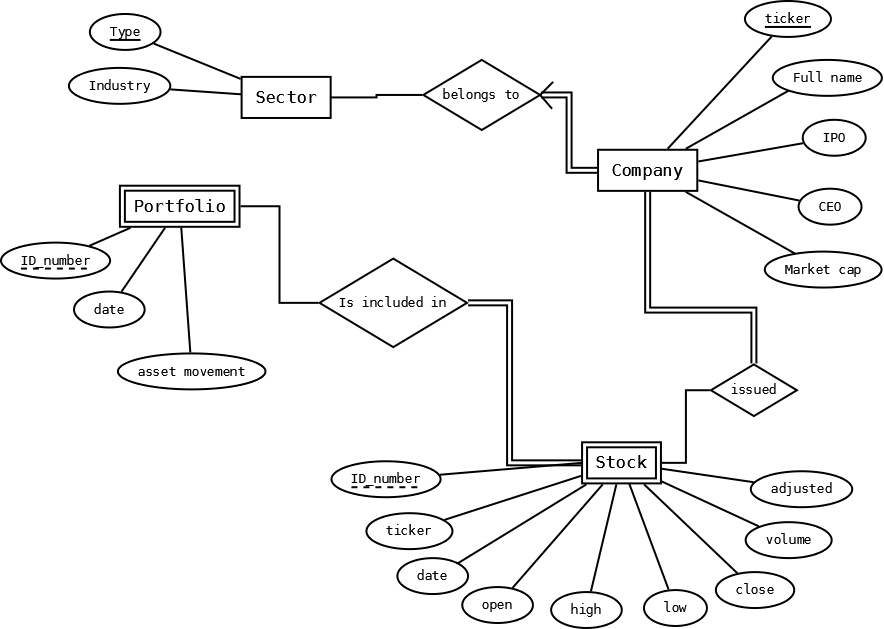 ticker
Type
Full name
Industry
Sector
belongs to
IPO
Company
Portfolio
CEO
ID_number
Market cap
date
Is included in
asset movement
issued
Stock
ID_number
adjusted
ticker
volume
date
close
open
high
low